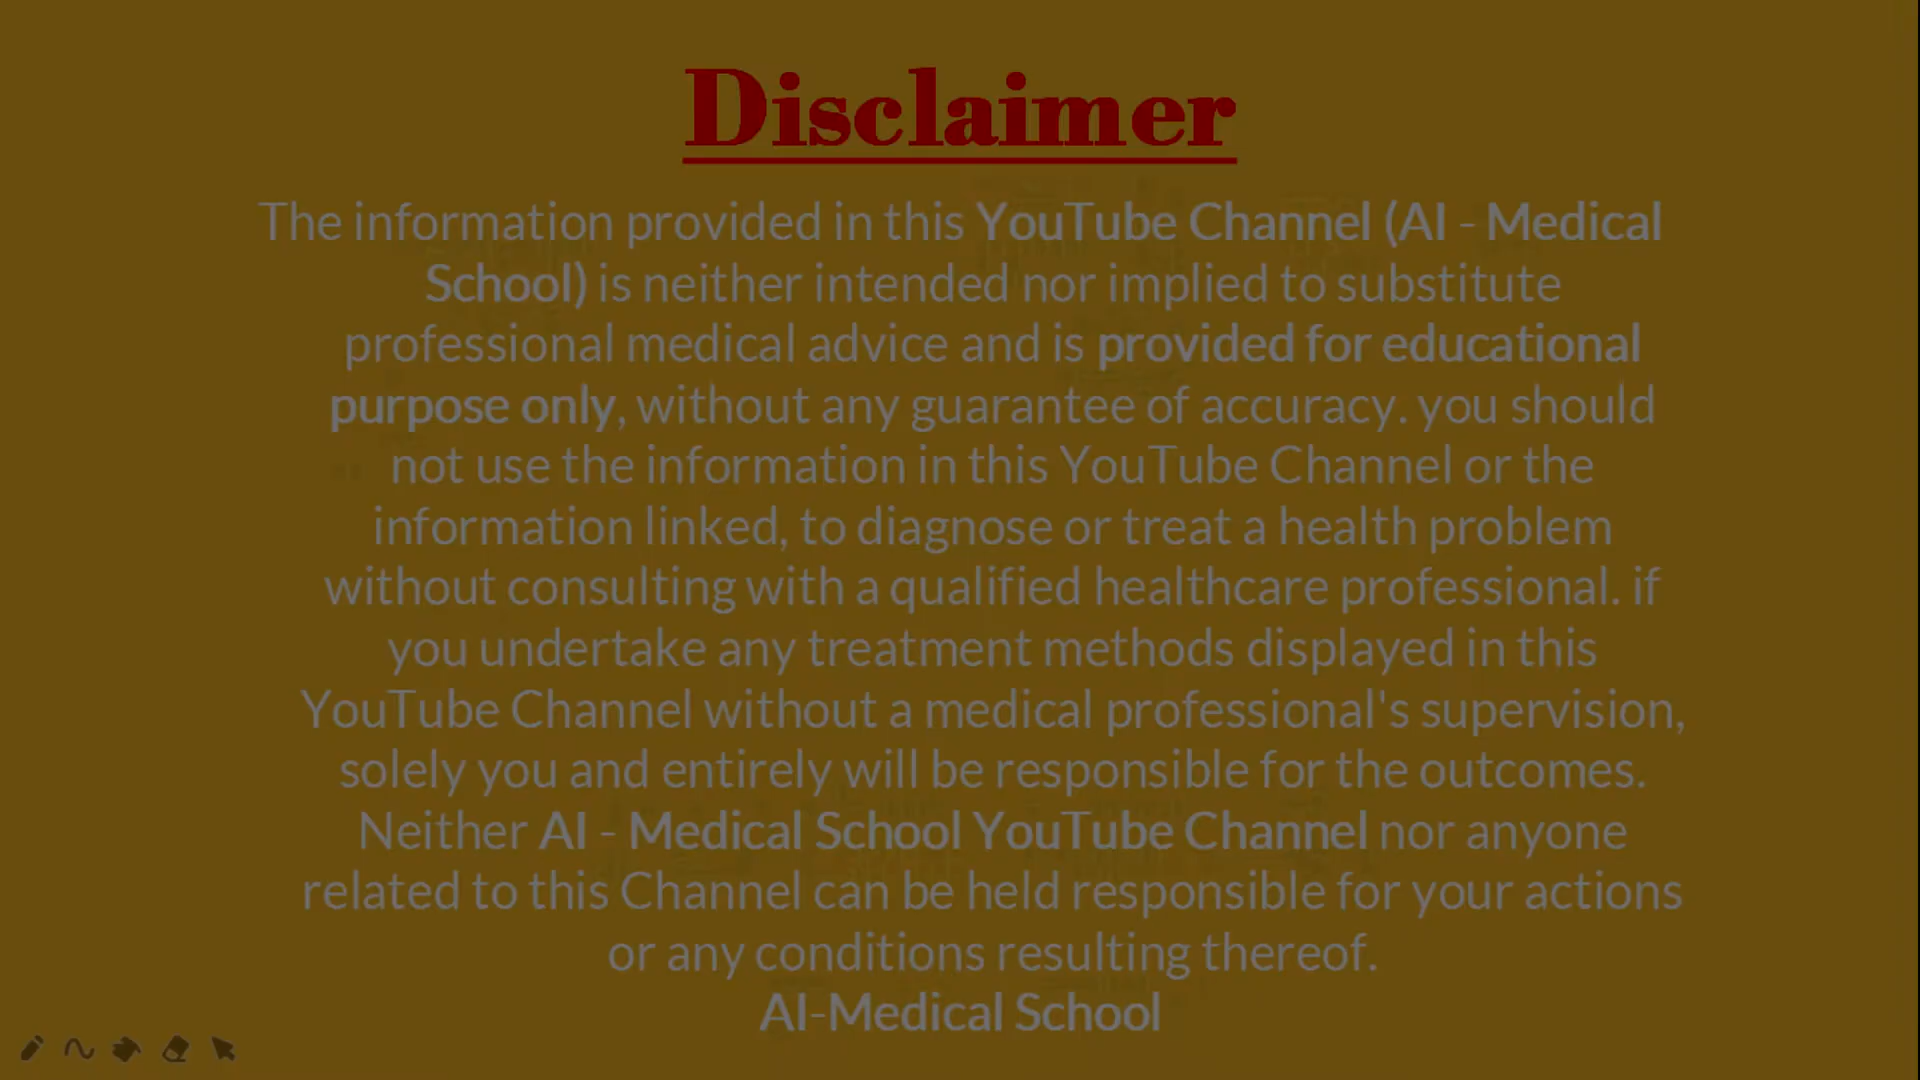 Disclaimer
The information provided in this YouTube Channel (AI - Medical
School) is neither intended nor implied to substitute
professional medical advice and is provided for educational
purpose only, without any guarantee of accuracy. you should
not use the information in this YouTube Channel or the
information linked, to diagnose or treat a health problem
without consulting with a qualified healthcare professional. if
you undertake any treatment methods displayed in this
YouTube Channel without a medical professional's supervision,
solely you and entirely will be responsible for the outcomes.
Neither AI - Medical School YouTube Channel nor anyone
related to this Channel can be held responsible for your actions
or any conditions resulting thereof.
AI-Medical School